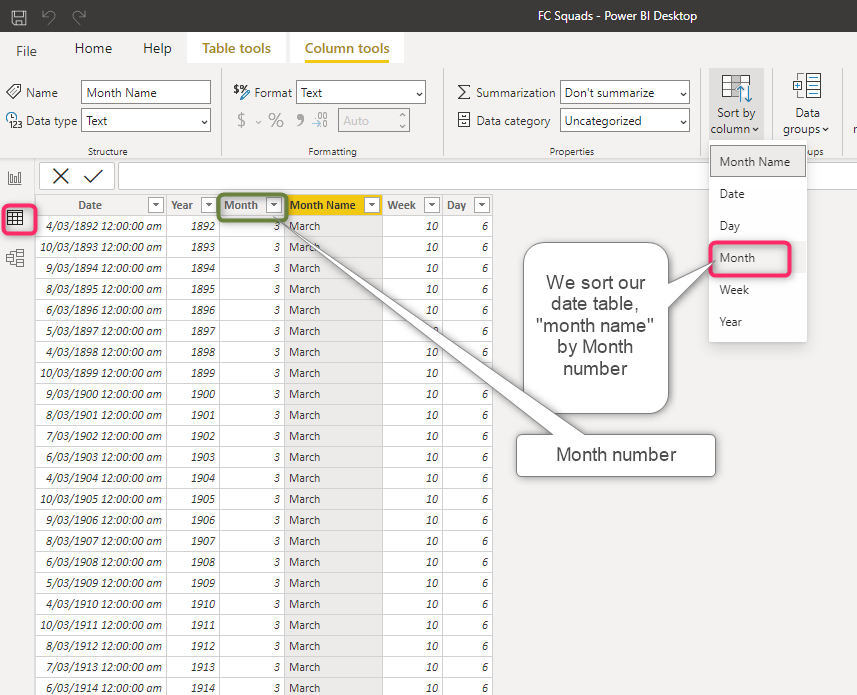 FC Squads - Power BI Desktop
File Home Help Table tools Column tools
Name Month Name
Data type Text
Structure
Format Text
$ % 9 .00 Auto
Formatting
Summarization Don't summarize
Data category Uncategorized
Properties
Sort by
column
Data
groups
ups
Month Name
Date
Day
Month
Week
Year
Date Year Month Month Name Week Day
4/03/1892 12:00:00 am 1892 3 March 10 6
10/03/1893 12:00:00 am 1893 3 March 10 6
9/03/1894 12:00:00 am 1894 3 March 10 6
8/03/1895 12:00:00 am 1895 3 March 10 6
6/03/1896 12:00:00 am 1896 3 March 10 6
5/03/1897 12:00:00 am 1897 3 March 6
4/03/1898 12:00:00 am 1898 3 March 10 6
10/03/1899 12:00:00 am 1899 3 March 10
9/03/1900 12:00:00 am 1900 3 March 10 6
8/03/1901 12:00:00 am 1901 3 March 10 6
7/03/1902 12:00:00 am 1902 3 March 10 6
6/03/1903 12:00:00 am 1903 3 March 10 6
4/03/1904 12:00:00 am 1904 3 March 10 6
10/03/1905 12:00:00 am 1905 3 March 10 6
9/03/1906 12:00:00 am 1906 3 March 10 6
8/03/1907 12:00:00 am 1907 3 March 10 6
6/03/1908 12:00:00 am 1908 3 March 10 6
5/03/1909 12:00:00 am 1909 3 March 10 6
4/03/1910 12:00:00 am 1910 3 March 10 6
10/03/1911 12:00:00 am 1911 3 March 10 6
8/03/1912 12:00:00 am 1912 3 March 10 6
7/03/1913 12:00:00 am 1913 3 March 10 6
6/03/1914 12:00:00 am 1914 3 March 10 6
We sort our
date table,
"month name"
by Month
number
Month number